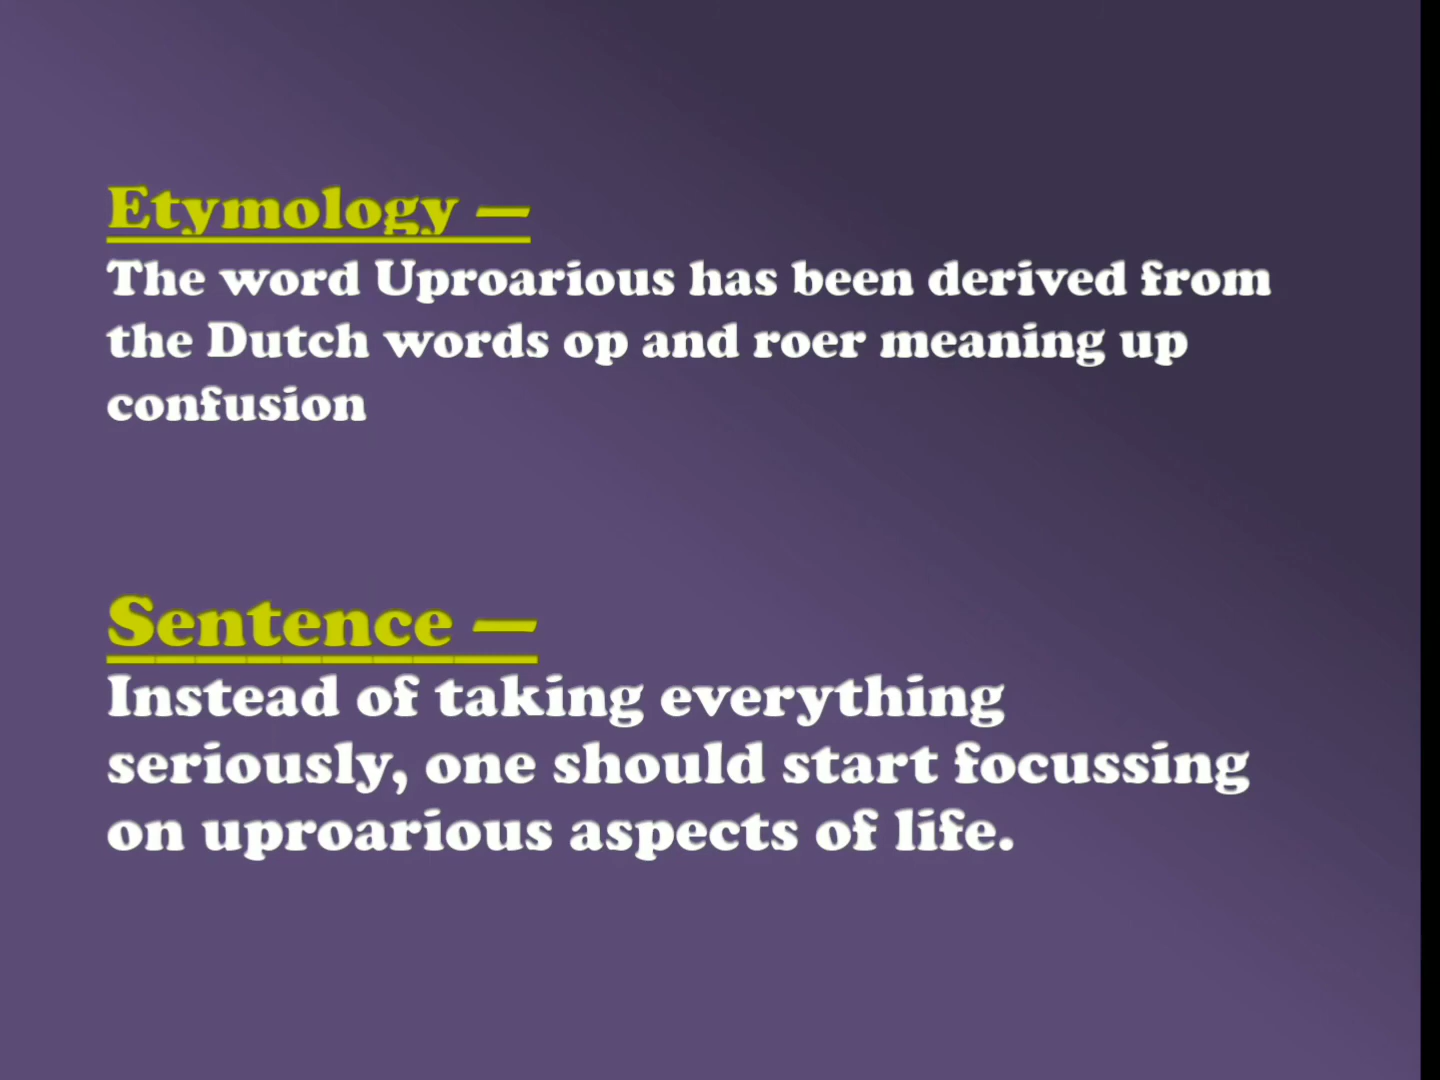 Etymology —
The word Uproarious has been derived from
the Dutch words op and roer meaning up
confusion
Sentence —
Instead of taking everything
seriously, one should start focussing
on uproarious aspects of life.